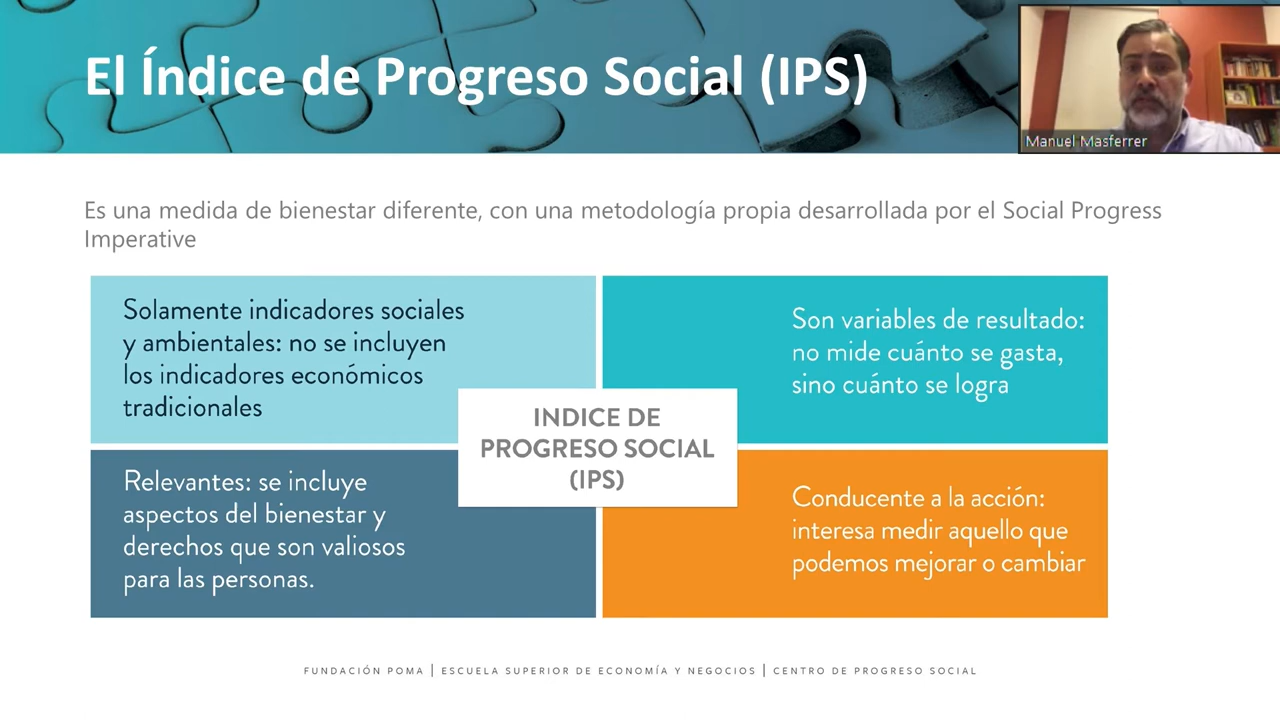 El Índice de Progreso Social (IPS)
Manuel Masferrer
Es una medida de bienestar diferente, con una metodología propia desarrollada por el Social Progress
Imperative
Solamente indicadores sociales
y ambientales: no se incluyen
los indicadores económicos
tradicionales
Son variables de resultado:
no mide cuánto se gasta,
sino cuánto se logra
INDICE DE
PROGRESO SOCIAL
(IPS)
Relevantes: se incluye
aspectos del bienestar y
derechos que son valiosos
para las personas.
Conducente a la acción:
interesa medir aquello que
podemos mejorar o cambiar
FUNDACIÓN POMA | ESCUELA SUPERIOR DE ECONOMÍA Y NEGOCIOS | CENTRO DE PROGRESO SOCIAL